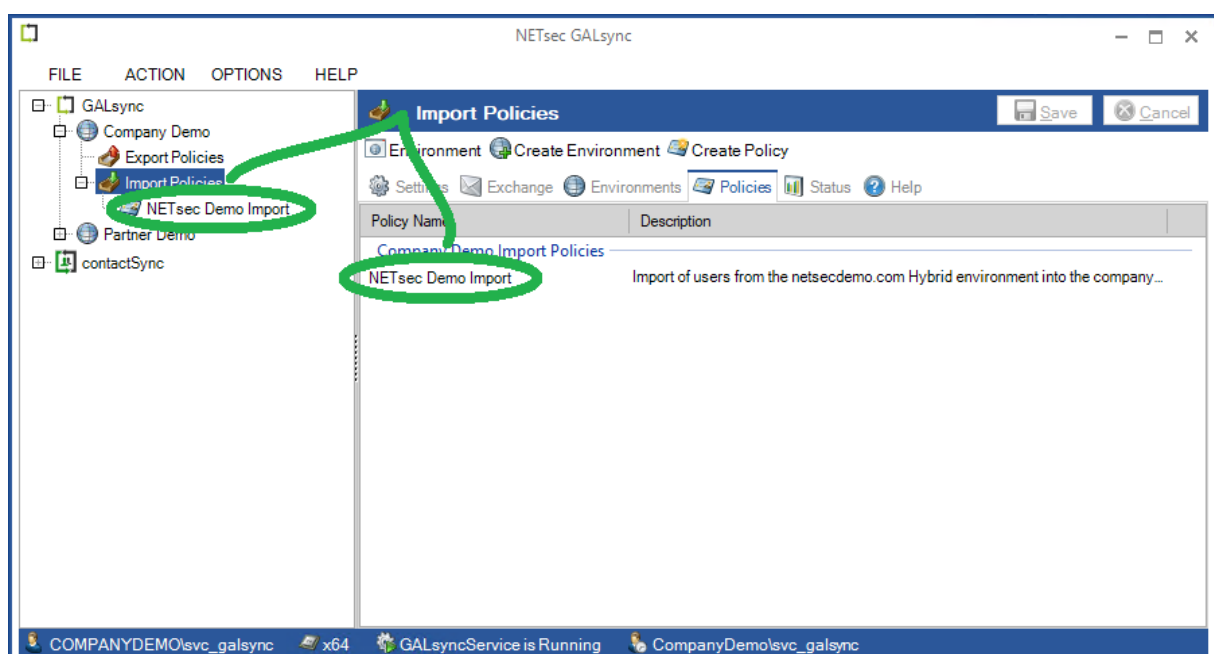 NETsec GALsync
FILE ACTION OPTIONS HELP
GALsync
Company Demo
Export Policies
Import Policies
NETsec Demo Import
Partner Demo
contactSync
Import Policies
Save Cancel
Environment Create Environment Create Policy
Settings Exchange Environments Policies Status Help
Policy Name Description
Company Demo Import Policies
NETsec Demo Import Import of users from the netsecdemo.com Hybrid environment into the company...
COMPANYDEMO\svc_galsync x64 GALsyncService is Running CompanyDemo\svc_galsync